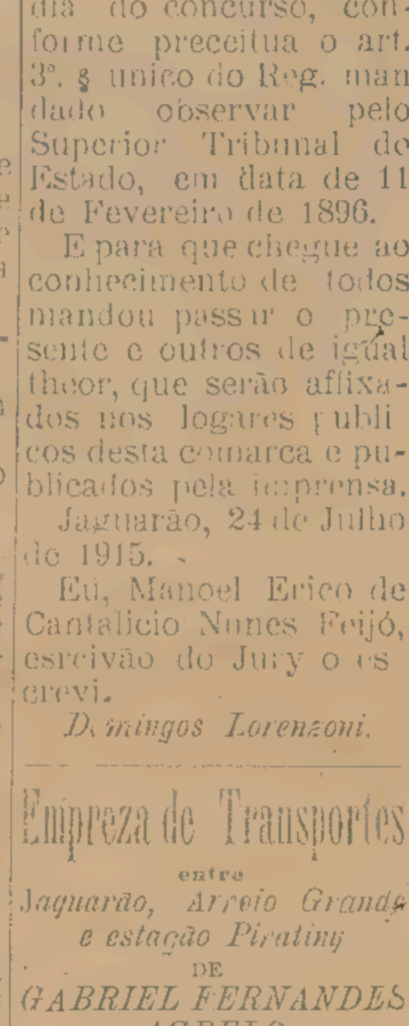 dia do concurso, con-
forme preceitua o art.
3º. § unico do Reg. man
dado observar pelo
Superior Tribunal do
Estado, em data de 11
de Fevereiro de 1896.
E para que chegue ao
conhecimento de todos
mandou passar o pre-
sente e outros de igual
theor, que serão affixa-
dos nos logares publi
cos desta comarca e pu-
blicados pela imprensa.
Jaguarão, 24 de Julho
de 1915.
Eu, Manoel Erico de
Cantalicio Nunes Feijó,
esrcivão do Jury o es
crevi.
Domingos Lorenzoni.
Empreza de Transportes
entre
Jaguarão, Arroio Grande
e estação Piratiny
DE
GABRIEL FERNANDES